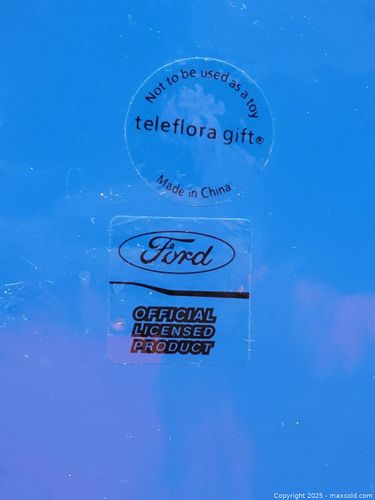 Not to be used as a toy
teleflora gift®
Made in China
Ford
OFFICIAL
LICENSED
PRODUCT
Copyright 2025 - maxsold.com